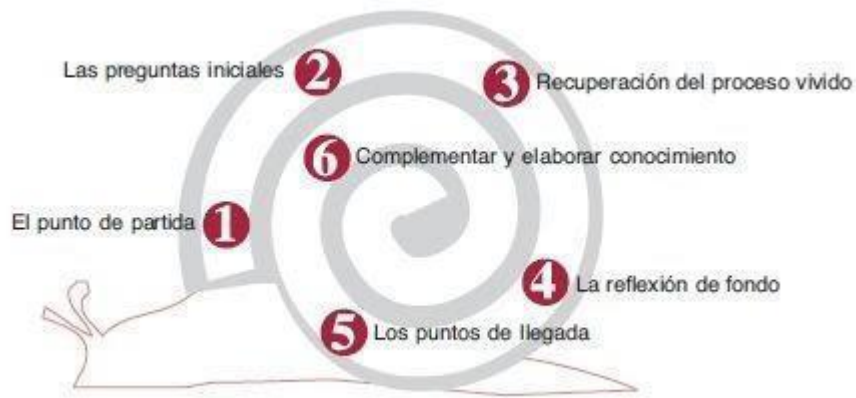 1 El punto de partida
2 Las preguntas iniciales
3 Recuperación del proceso vivido
4 La reflexión de fondo
5 Los puntos de llegada
6 Complementar y elaborar conocimiento